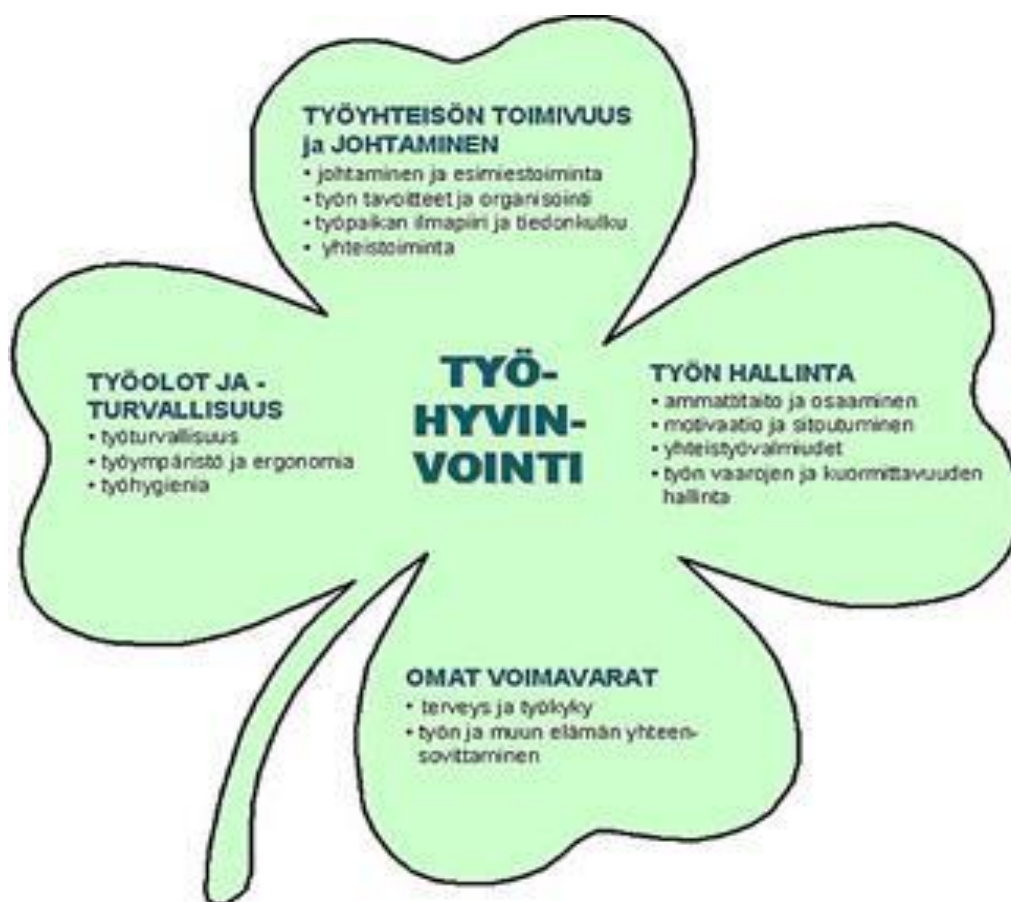 TYÖYHTEISÖN TOIMIVUUS
ja JOHTAMINEN
• johtaminen ja esimiestoiminta
• työn tavoitteet ja organisointi
• työpaikan ilmapiiri ja tiedonkulku
• yhteistoiminta
TYÖOLOT JA -
TURVALLISUUS
• työturvallisuus
• työympäristö ja ergonomia
• työhygienia
TYÖ-
HYVIN-
VOINTI
TYÖN HALLINTA
• ammattitaito ja osaaminen
• motivaatio ja sitoutuminen
• yhteistyövalmiudet
• työn vaarojen ja kuormittavuuden
hallinta
OMAT VOIMAVARAT
• terveys ja työkyky
• työn ja muun elämän yhteen-
sovittaminen